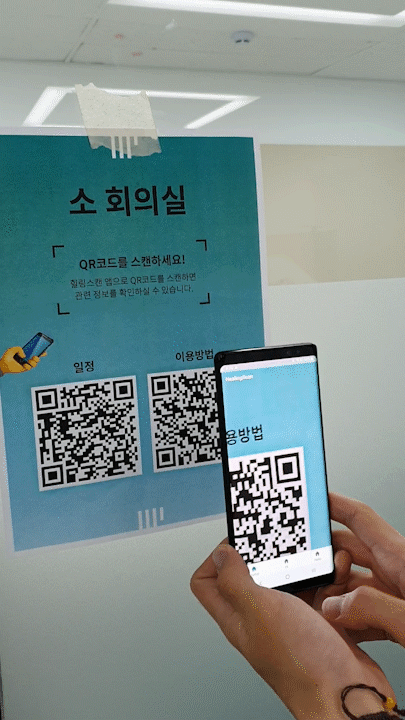 소 회의실
QR코드를 스캔하세요!
힐링스캔 앱으로 QR코드를 스캔하면
관련 정보를 확인하실 수 있습니다.
일정
이용방법
HealingScan
용방법